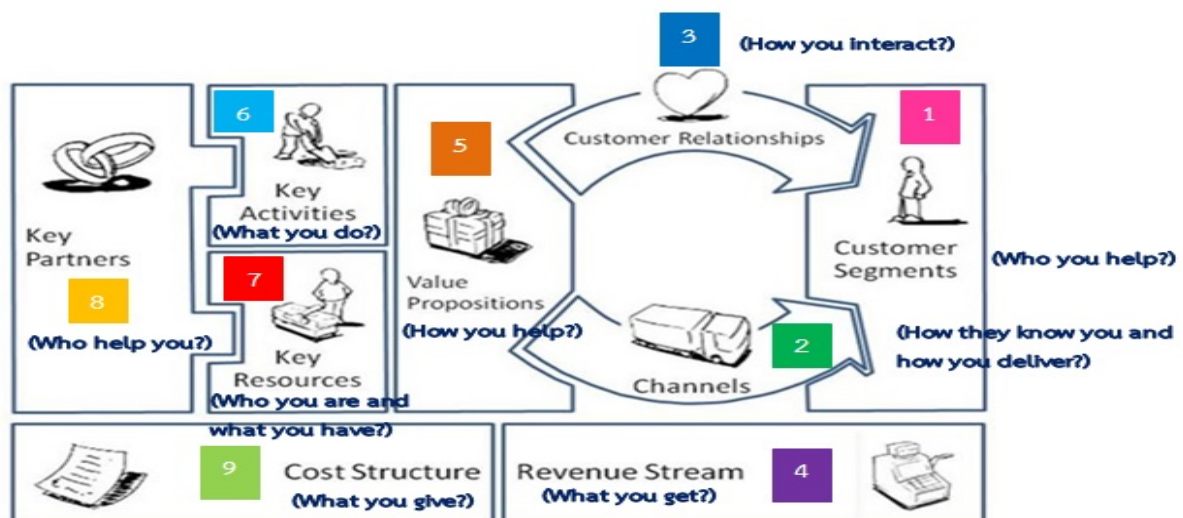 3
(How you interact?)
Customer Relationships
1
Customer
Segments
(Who you help?)
6
Key
Activities
(What you do?)
5
Value
Propositions
(How you help?)
Key
Partners
8
(Who help you?)
7
Key
Resources
(Who you are and
what you have?)
2
Channels
(How they know you and
how you deliver?)
9
Cost Structure
(What you give?)
Revenue Stream
(What you get?)
4